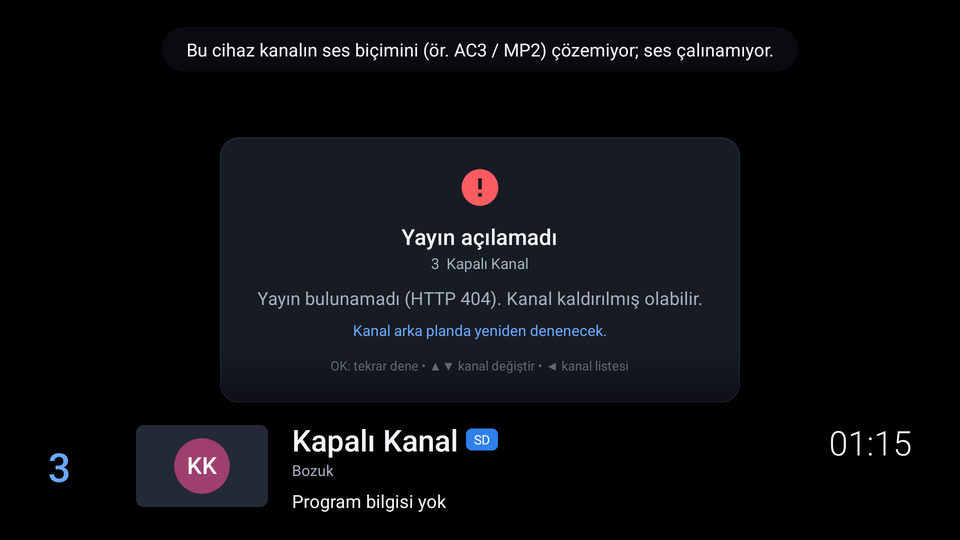 Bu cihaz kanalın ses biçimini (ör. AC3 / MP2) çözemiyor; ses çalınamıyor.
!
Yayın açılamadı
3 Kapalı Kanal
Yayın bulunamadı (HTTP 404). Kanal kaldırılmış olabilir.
Kanal arka planda yeniden denenecek.
OK: tekrar dene • ▲ ▼ kanal değiştir • ◄ kanal listesi
3
KK
Kapalı Kanal SD
Bozuk
Program bilgisi yok
01:15